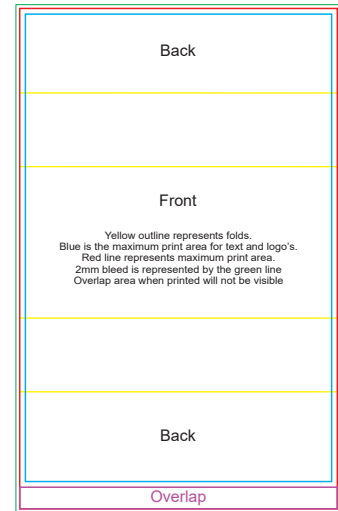 Back
Front
Yellow outline represents folds.
Blue is the maximum print area for text and logo's.
Red line represents maximum print area.
2mm bleed is represented by the green line
Overlap area when printed will not be visible
Back
Overlap